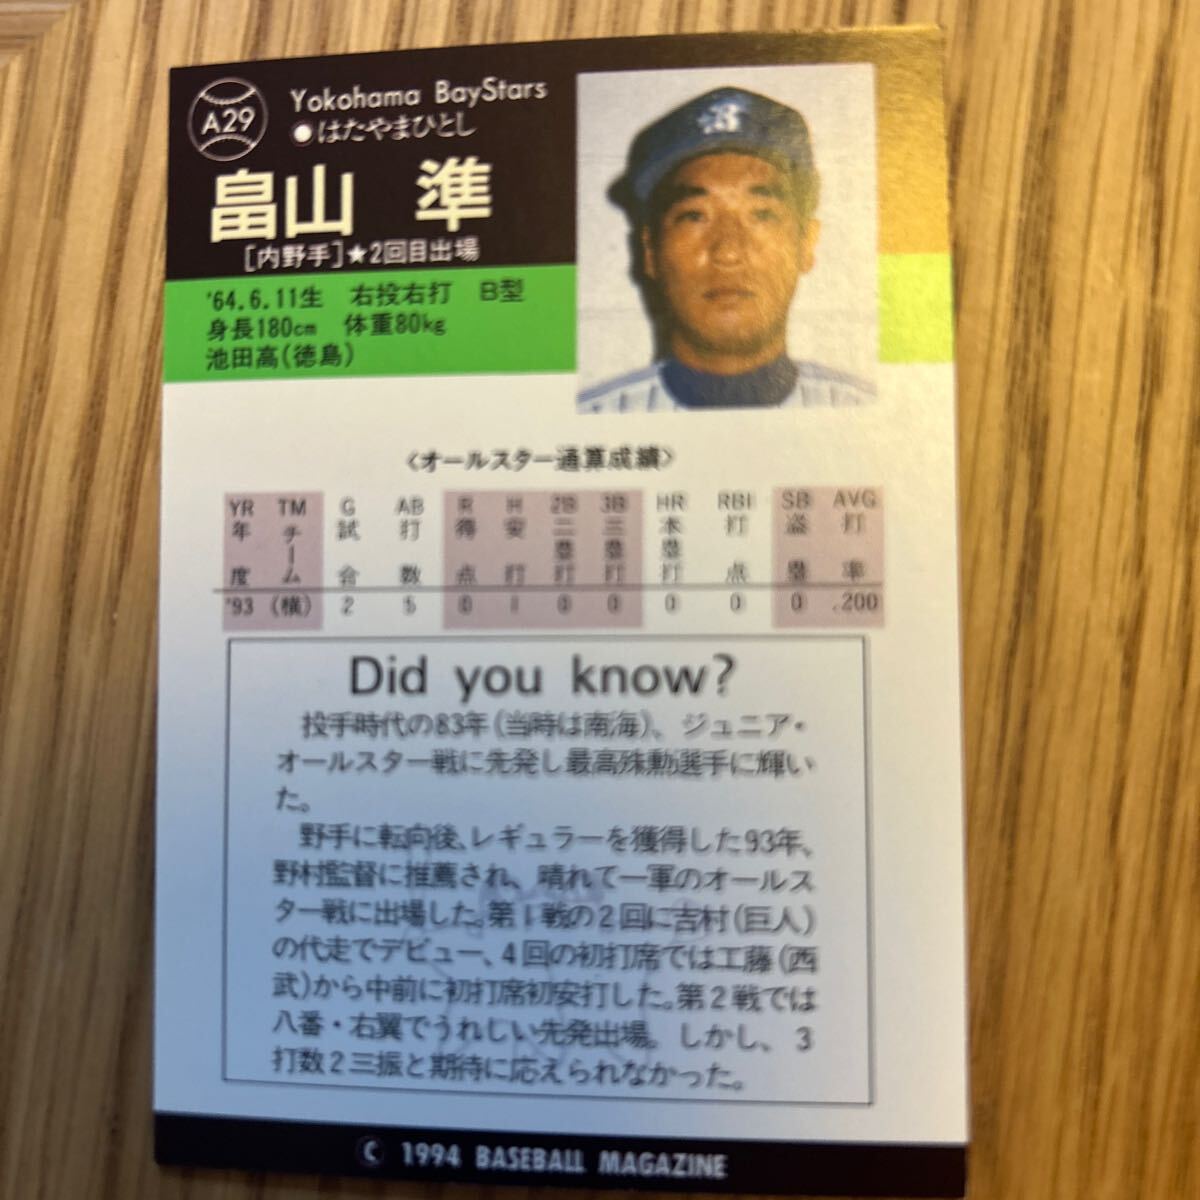 A29
Yokohama BayStars
●はたやまひとし
畠山 準
[内野手]★2回目出場
'64.6.11生 右投右打 B型
身長180cm 体重80kg
池田高(徳島)
B
〈オールスター通算成績〉
YR TM G AB R H 2B 3B HR RBI SB AVG
年度 チーム 試合 打数 得点 安打 二塁打 三塁打 本塁打 打点 盗塁 打率
'93 (横) 2 5 0 1 0 0 0 0 0 .200
Did you know?
投手時代の83年(当時は南海)、ジュニア・
オールスター戦に先発し最高殊勲選手に輝い
た。
野手に転向後、レギュラーを獲得した93年、
野村監督に推薦され、晴れて一軍のオールス
ター戦に出場した。第1戦の2回に吉村(巨人)
の代走でデビュー、4回の初打席では工藤(西
武)から中前に初打席初安打した。第2戦では
八番・右翼でうれしい先発出場。しかし、3
打数2三振と期待に応えられなかった。
© 1994 BASEBALL MAGAZINE